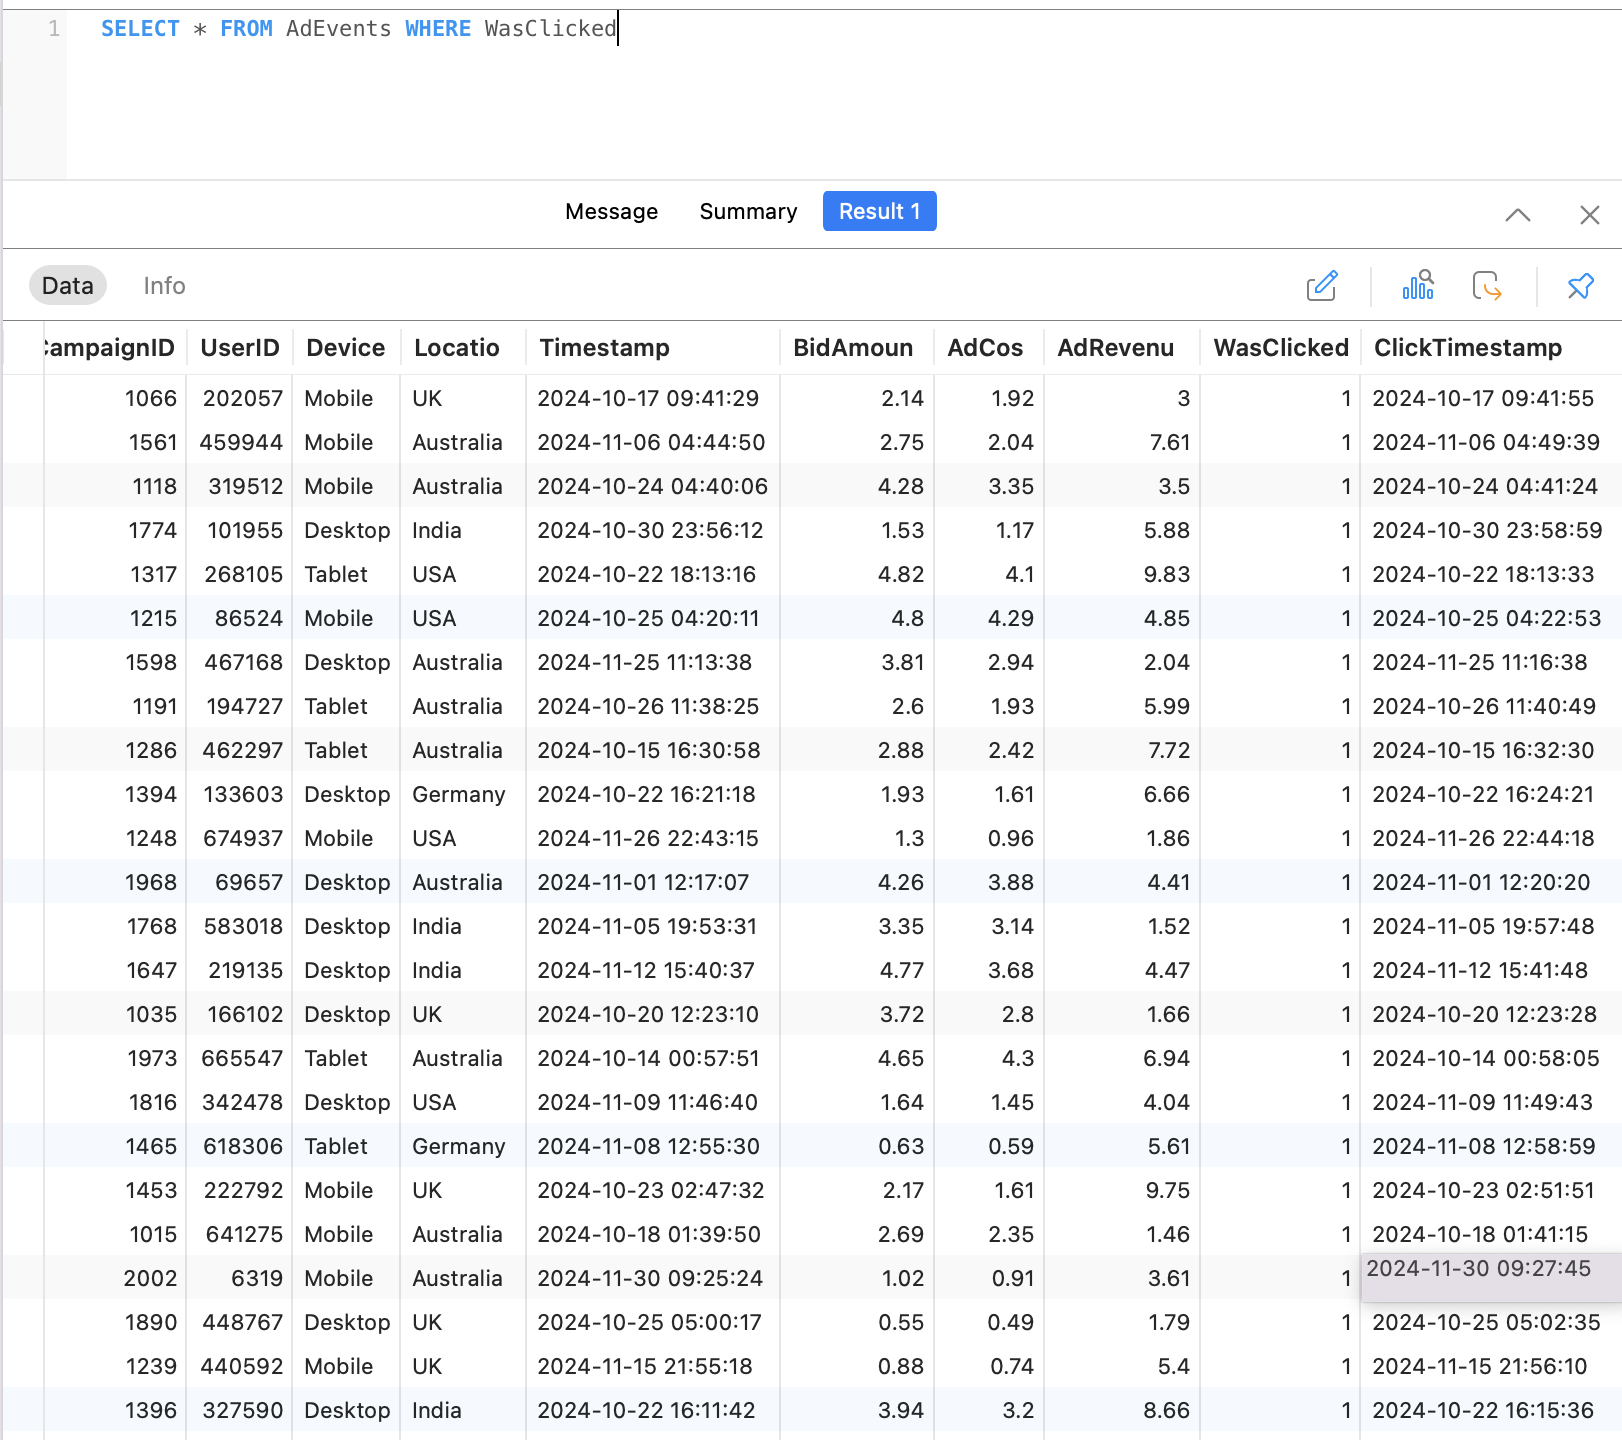 1 SELECT * FROM AdEvents WHERE WasClicked
Message Summary Result 1
Data Info
CampaignID UserID Device Locatio Timestamp BidAmoun AdCos AdRevenu WasClicked ClickTimestamp
1066 202057 Mobile UK 2024-10-17 09:41:29 2.14 1.92 3 1 2024-10-17 09:41:55
1561 459944 Mobile Australia 2024-11-06 04:44:50 2.75 2.04 7.61 1 2024-11-06 04:49:39
1118 319512 Mobile Australia 2024-10-24 04:40:06 4.28 3.35 3.5 1 2024-10-24 04:41:24
1774 101955 Desktop India 2024-10-30 23:56:12 1.53 1.17 5.88 1 2024-10-30 23:58:59
1317 268105 Tablet USA 2024-10-22 18:13:16 4.82 4.1 9.83 1 2024-10-22 18:13:33
1215 86524 Mobile USA 2024-10-25 04:20:11 4.8 4.29 4.85 1 2024-10-25 04:22:53
1598 467168 Desktop Australia 2024-11-25 11:13:38 3.81 2.94 2.04 1 2024-11-25 11:16:38
1191 194727 Tablet Australia 2024-10-26 11:38:25 2.6 1.93 5.99 1 2024-10-26 11:40:49
1286 462297 Tablet Australia 2024-10-15 16:30:58 2.88 2.42 7.72 1 2024-10-15 16:32:30
1394 133603 Desktop Germany 2024-10-22 16:21:18 1.93 1.61 6.66 1 2024-10-22 16:24:21
1248 674937 Mobile USA 2024-11-26 22:43:15 1.3 0.96 1.86 1 2024-11-26 22:44:18
1968 69657 Desktop Australia 2024-11-01 12:17:07 4.26 3.88 4.41 1 2024-11-01 12:20:20
1768 583018 Desktop India 2024-11-05 19:53:31 3.35 3.14 1.52 1 2024-11-05 19:57:48
1647 219135 Desktop India 2024-11-12 15:40:37 4.77 3.68 4.47 1 2024-11-12 15:41:48
1035 166102 Desktop UK 2024-10-20 12:23:10 3.72 2.8 1.66 1 2024-10-20 12:23:28
1973 665547 Tablet Australia 2024-10-14 00:57:51 4.65 4.3 6.94 1 2024-10-14 00:58:05
1816 342478 Desktop USA 2024-11-09 11:46:40 1.64 1.45 4.04 1 2024-11-09 11:49:43
1465 618306 Tablet Germany 2024-11-08 12:55:30 0.63 0.59 5.61 1 2024-11-08 12:58:59
1453 222792 Mobile UK 2024-10-23 02:47:32 2.17 1.61 9.75 1 2024-10-23 02:51:51
1015 641275 Mobile Australia 2024-10-18 01:39:50 2.69 2.35 1.46 1 2024-10-18 01:41:15
2002 6319 Mobile Australia 2024-11-30 09:25:24 1.02 0.91 3.61 1 2024-11-30 09:27:45
1890 448767 Desktop UK 2024-10-25 05:00:17 0.55 0.49 1.79 1 2024-10-25 05:02:35
1239 440592 Mobile UK 2024-11-15 21:55:18 0.88 0.74 5.4 1 2024-11-15 21:56:10
1396 327590 Desktop India 2024-10-22 16:11:42 3.94 3.2 8.66 1 2024-10-22 16:15:36